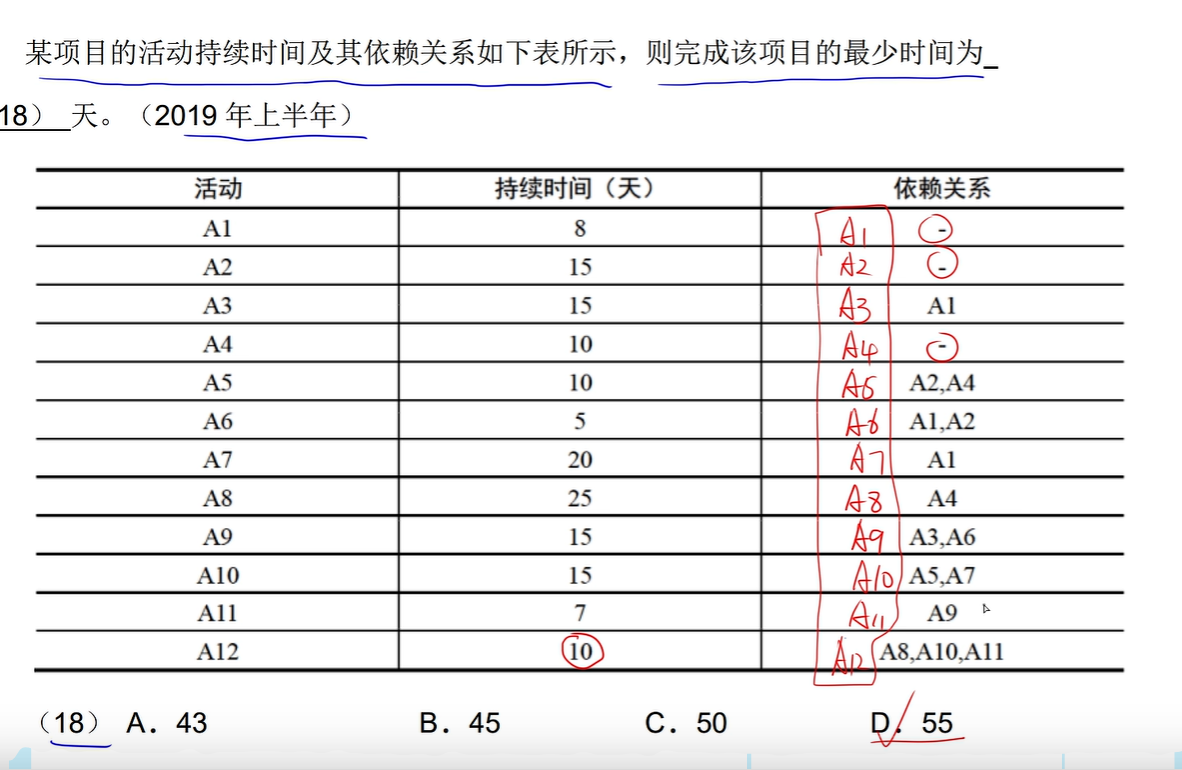 某项目的活动持续时间及其依赖关系如下表所示，则完成该项目的最少时间为_
18） 天。（2019 年上半年）
活动 持续时间（天） 依赖关系
A1 8 A1 -
A2 15 A2 -
A3 15 A3 A1
A4 10 A4 -
A5 10 A5 A2,A4
A6 5 A6 A1,A2
A7 20 A7 A1
A8 25 A8 A4
A9 15 A9 A3,A6
A10 15 A10 A5,A7
A11 7 A11 A9
A12 10 A12 A8,A10,A11
（18） A. 43 B. 45 C. 50 D. 55